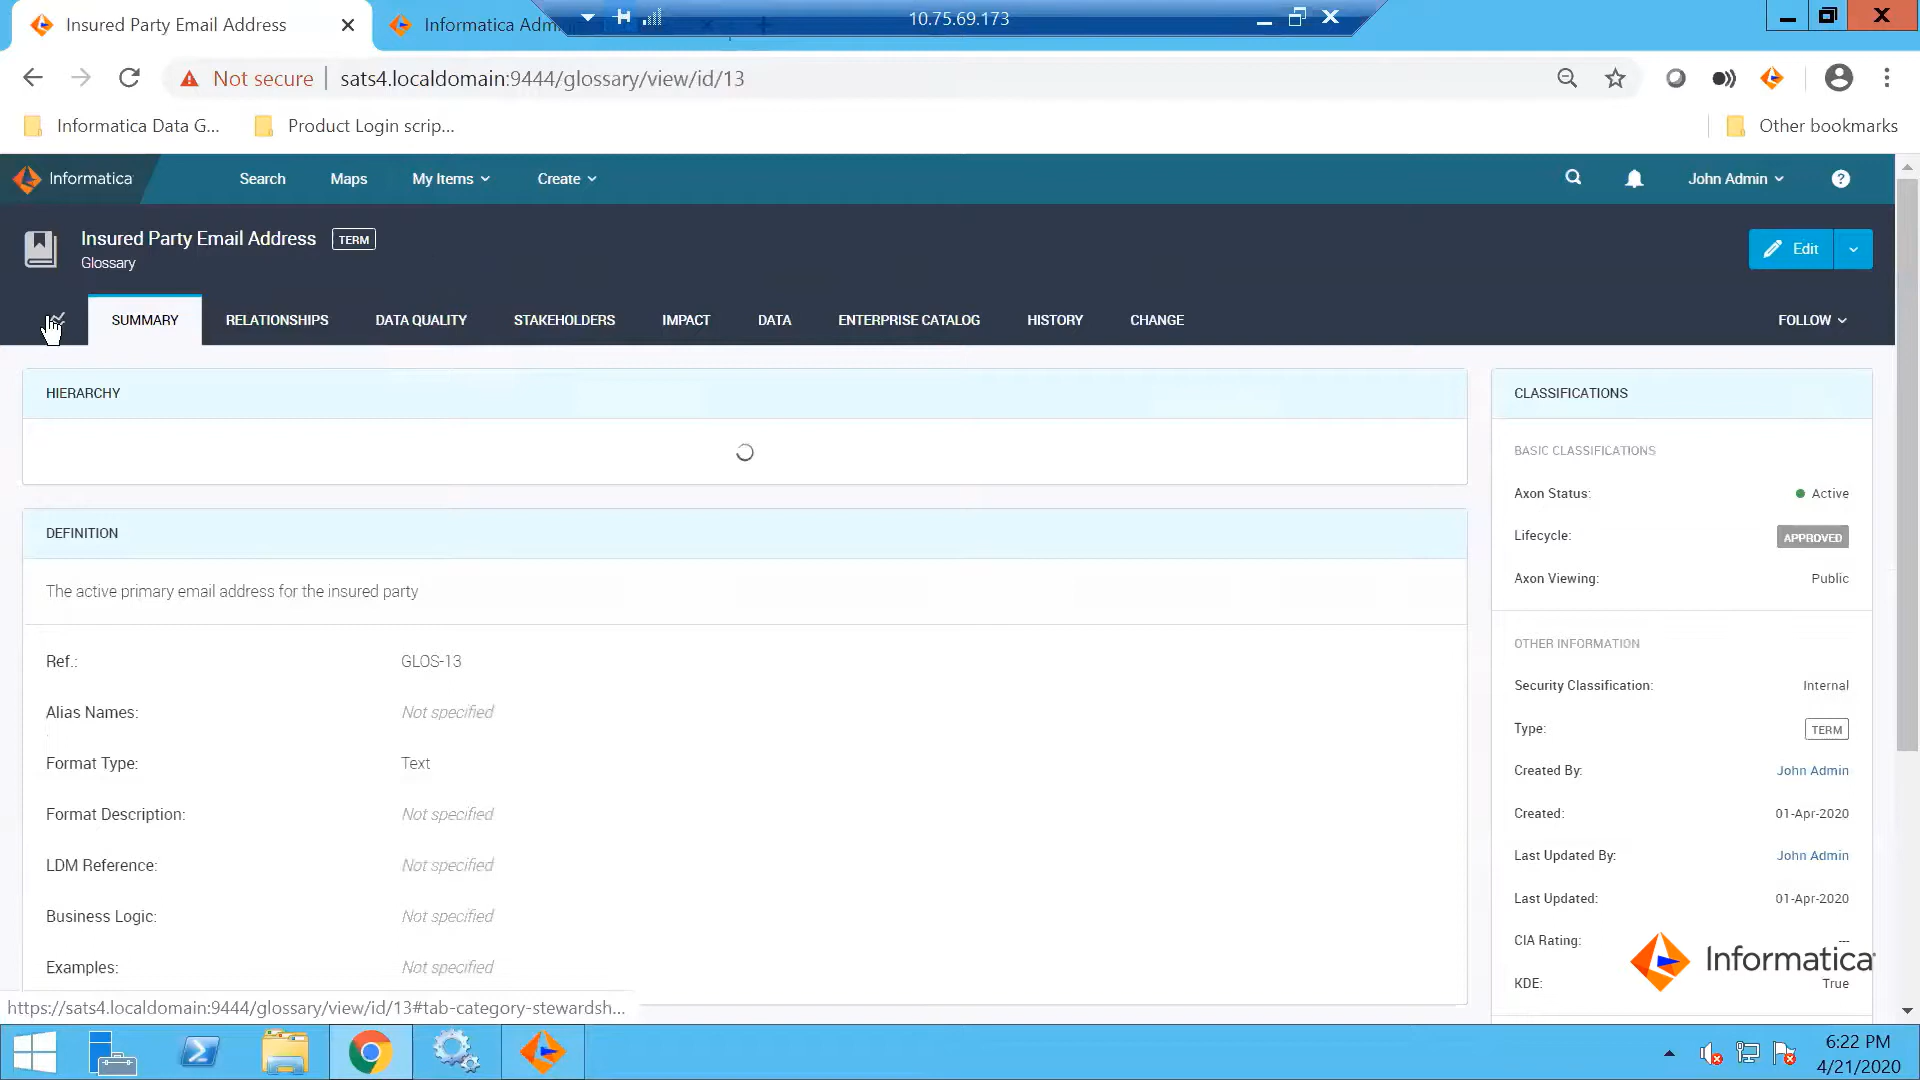 Insured Party Email Address
Informatica Adm
10.75.69.173
Not secure | sats4.localdomain:9444/glossary/view/id/13
Informatica Data G...
Product Login scrip...
Other bookmarks
Informatica
Search
Maps
My Items
Create
John Admin
?
Insured Party Email Address
TERM
Glossary
Edit
SUMMARY
RELATIONSHIPS
DATA QUALITY
STAKEHOLDERS
IMPACT
DATA
ENTERPRISE CATALOG
HISTORY
CHANGE
FOLLOW
HIERARCHY
DEFINITION
The active primary email address for the insured party
Ref.: GLOS-13
Alias Names: Not specified
Format Type: Text
Format Description: Not specified
LDM Reference: Not specified
Business Logic: Not specified
Examples: Not specified
CLASSIFICATIONS
BASIC CLASSIFICATIONS
Axon Status: Active
Lifecycle: APPROVED
Axon Viewing: Public
OTHER INFORMATION
Security Classification: Internal
Type: TERM
Created By: John Admin
Created: 01-Apr-2020
Last Updated By: John Admin
Last Updated: 01-Apr-2020
CIA Rating: ---
KDE: True
Informatica
https://sats4.localdomain:9444/glossary/view/id/13#tab-category-stewardsh...
6:22 PM
4/21/2020